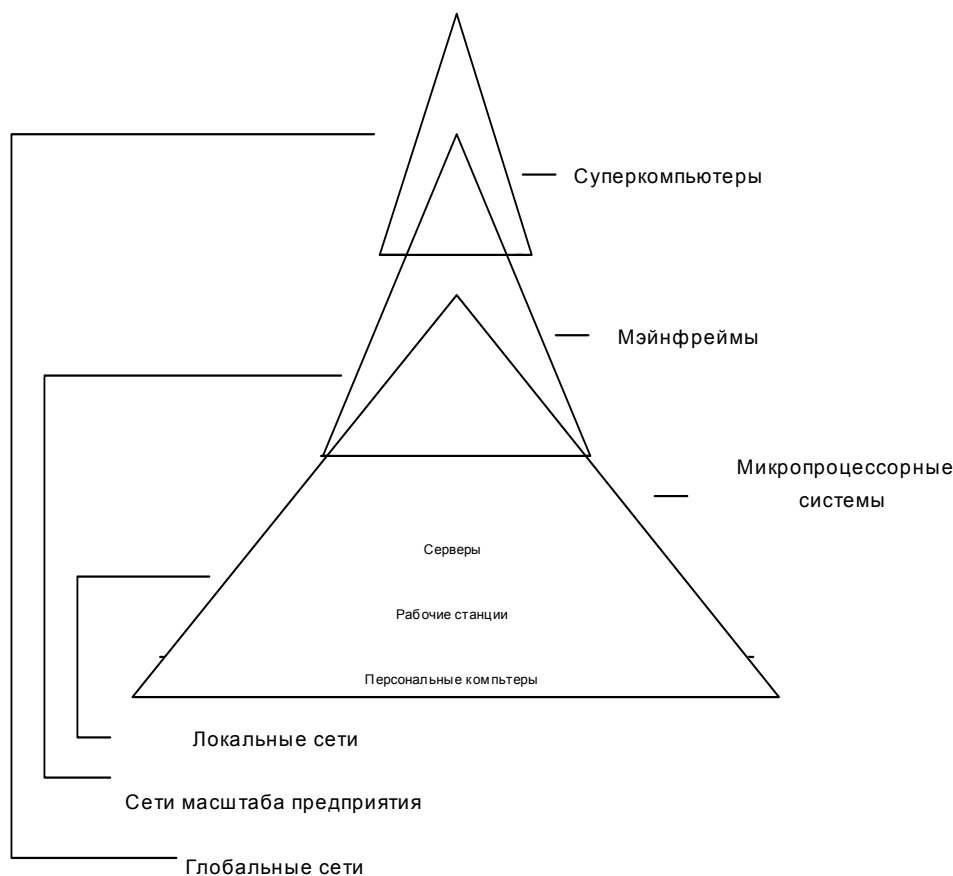 Суперкомпьютеры
Мэйнфреймы
Микропроцессорные
системы
Серверы
Рабочие станции
Персональные компьтеры
Локальные сети
Сети масштаба предприятия
Глобальные сети